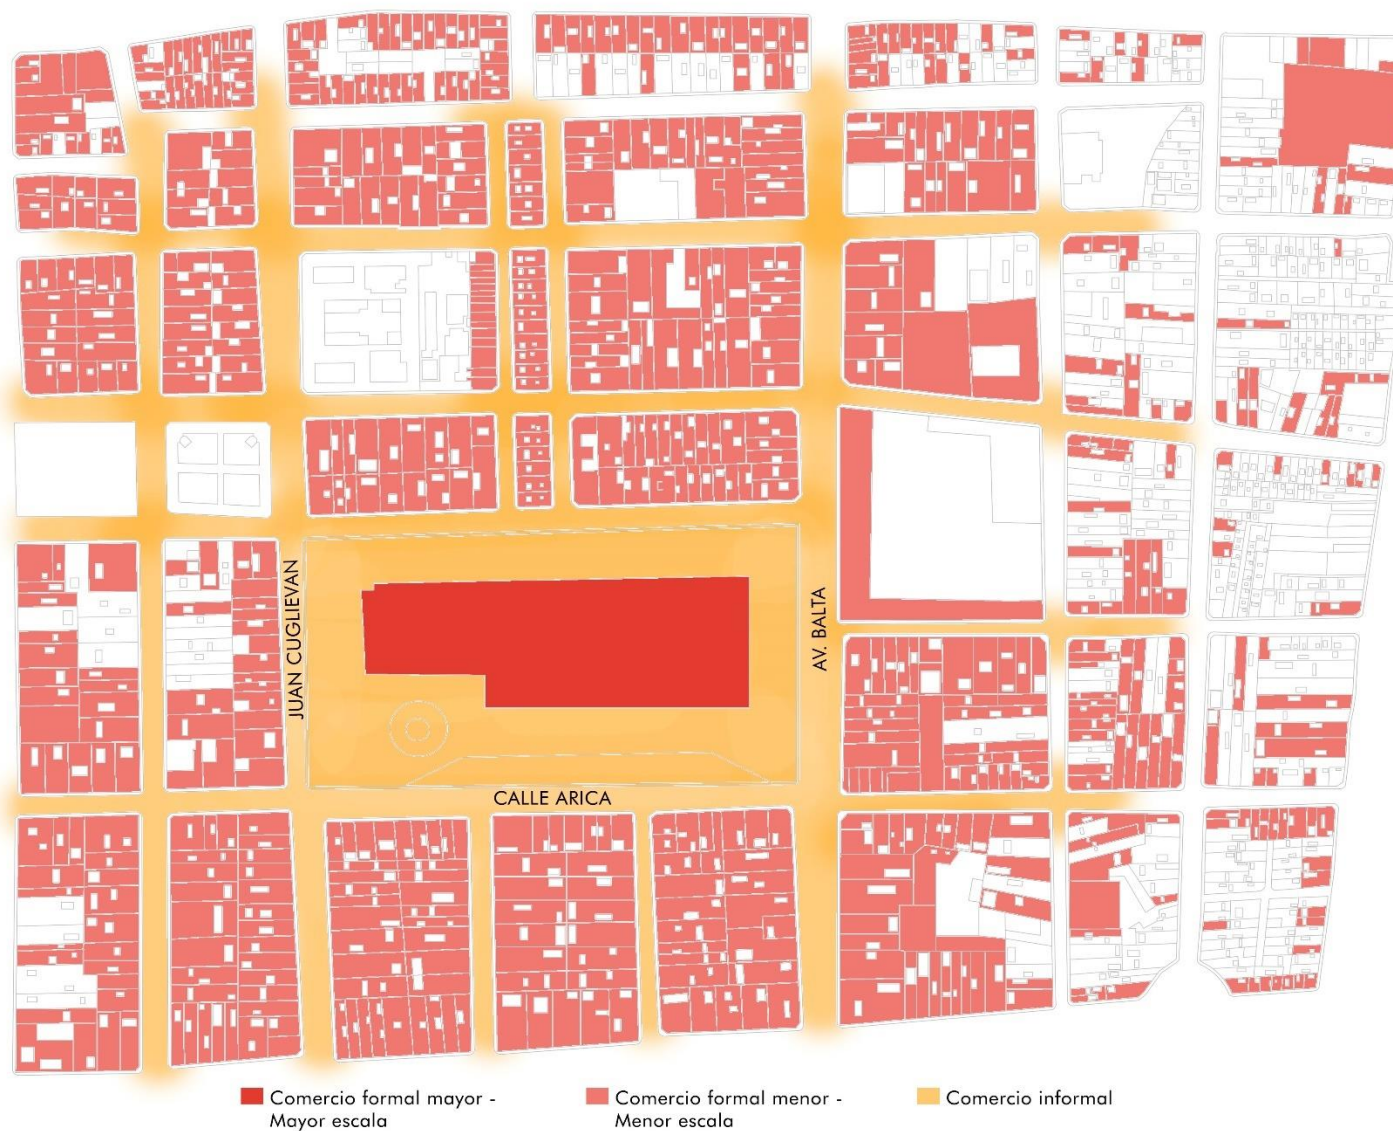 JUAN CUGLIEVAN
AV. BALTA
CALLE ARICA
Comercio formal mayor -
Mayor escala
Comercio formal menor -
Menor escala
Comercio informal